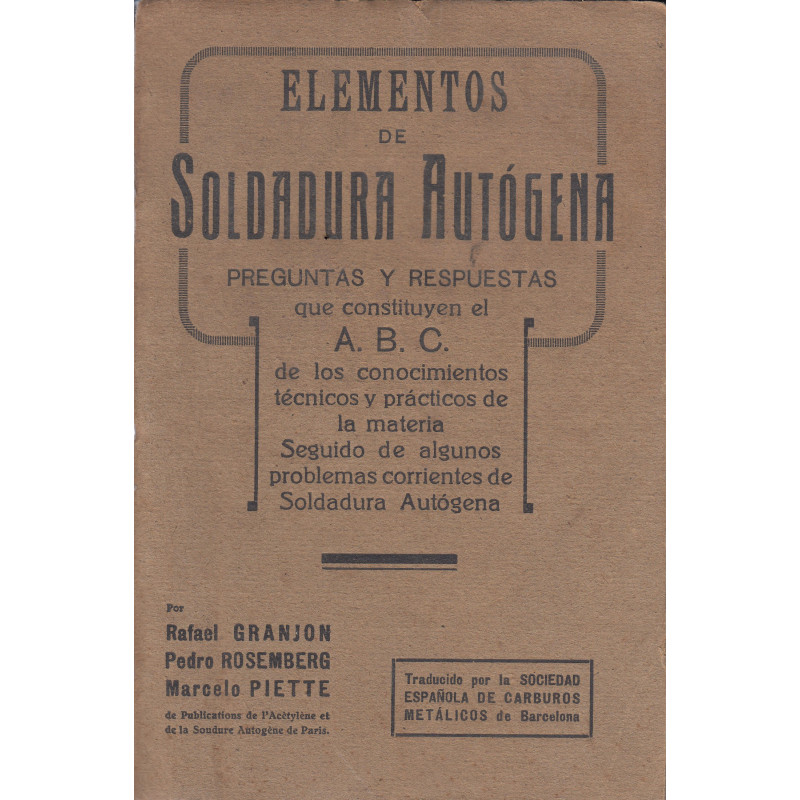 ELEMENTOS
DE
SOLDADURA AUTÓGENA
PREGUNTAS Y RESPUESTAS
que constituyen el
A. B. C.
de los conocimientos
técnicos y prácticos de
la materia
Seguido de algunos
problemas corrientes de
Soldadura Autógena
Por
Rafael GRANJON
Pedro ROSEMBERG
Marcelo PIETTE
de Publications de l'Acétylène et
de la Soudure Autogène de Paris.
Traducido por la SOCIEDAD
ESPAÑOLA DE CARBUROS
METÁLICOS de Barcelona